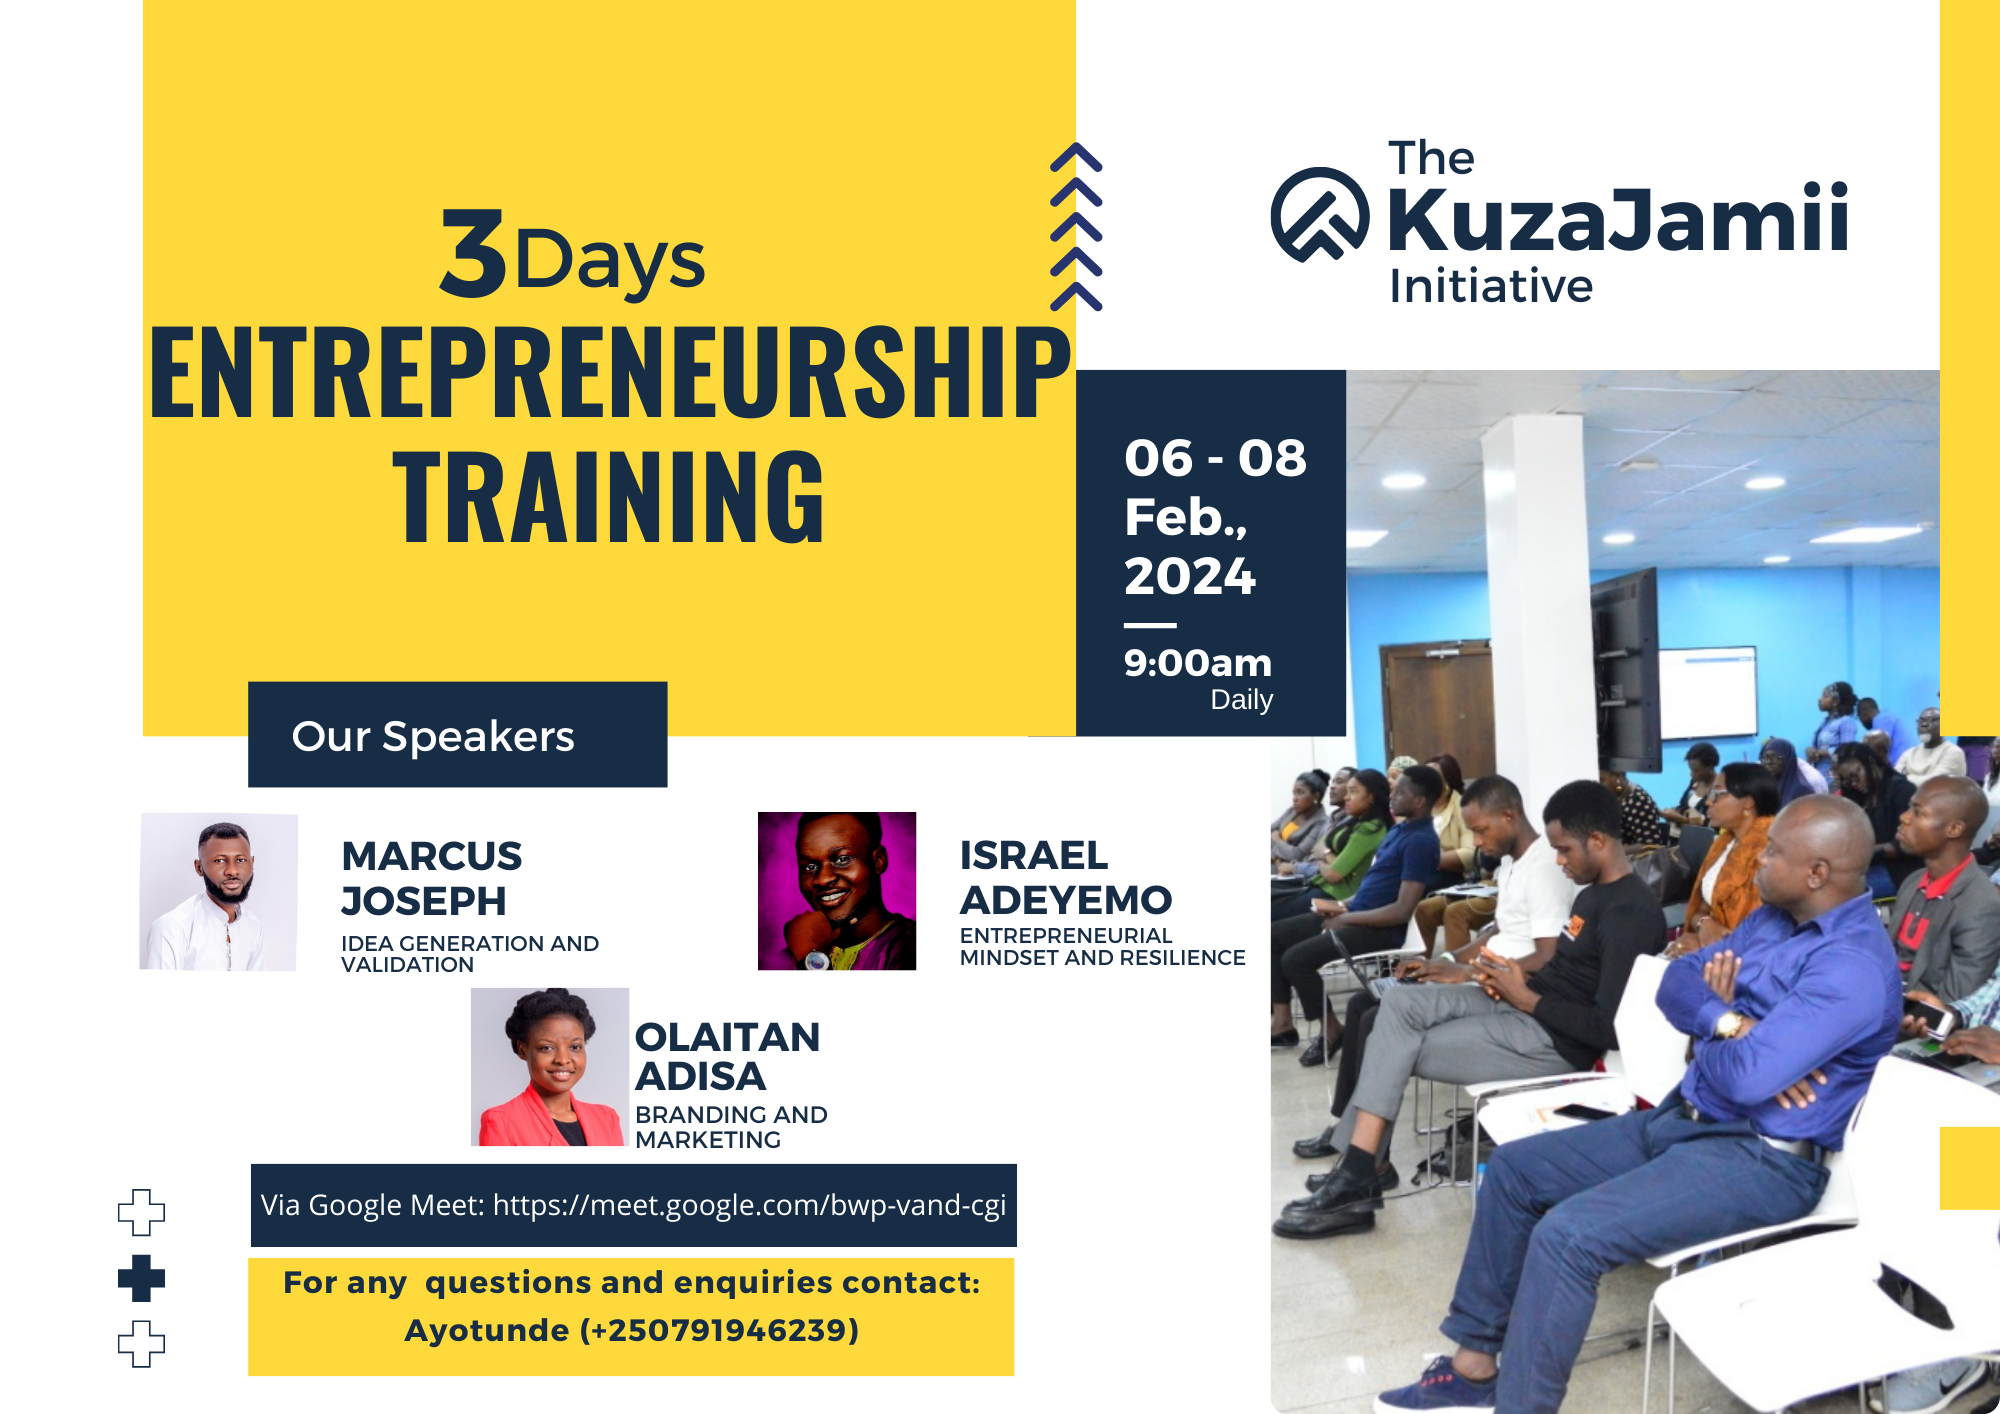 3 Days
ENTREPRENEURSHIP
TRAINING
The
KuzaJamii
Initiative
06 - 08
Feb.,
2024
9:00am
Daily
Our Speakers
MARCUS
JOSEPH
IDEA GENERATION AND
VALIDATION
ISRAEL
ADEYEMO
ENTREPRENEURIAL
MINDSET AND RESILIENCE
OLAITAN
ADISA
BRANDING AND
MARKETING
Via Google Meet: https://meet.google.com/bwp-vand-cgi
For any questions and enquiries contact:
Ayotunde (+250791946239)